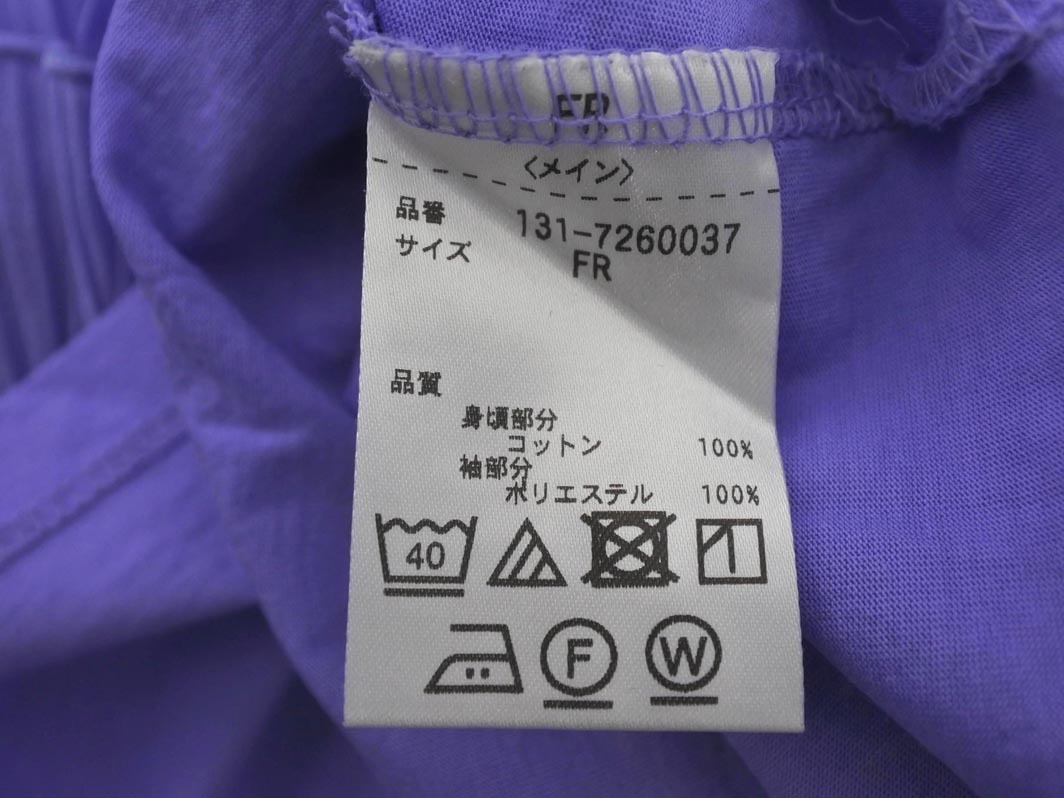 FR
〈メイン〉
品番 131-7260037
サイズ FR
品質
身頃部分
コットン 100%
袖部分
ポリエステル 100%
40
F W